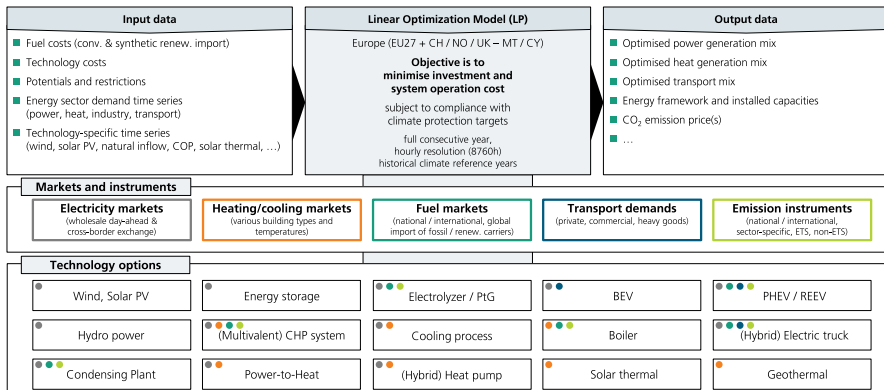 Input data
Fuel costs (conv. & synthetic renew. import)
Technology costs
Potentials and restrictions
Energy sector demand time series
(power, heat, industry, transport)
Technology-specific time series
(wind, solar PV, natural inflow, COP, solar thermal, …)
Linear Optimization Model (LP)
Europe (EU27 + CH / NO / UK – MT / CY)
Objective is to
minimise investment and
system operation cost
subject to compliance with
climate protection targets
full consecutive year,
hourly resolution (8760h)
historical climate reference years
Output data
Optimised power generation mix
Optimised heat generation mix
Optimised transport mix
Energy framework and installed capacities
CO₂ emission price(s)
…
Markets and instruments
Electricity markets
(wholesale day-ahead &
cross-border exchange)
Heating/cooling markets
(various building types and
temperatures)
Fuel markets
(national / international, global
import of fossil / renew. carriers)
Transport demands
(private, commercial, heavy goods)
Emission instruments
(national / international,
sector-specific, ETS, non-ETS)
Technology options
Wind, Solar PV
Energy storage
Electrolyzer / PtG
BEV
PHEV / REEV
Hydro power
(Multivalent) CHP system
Cooling process
Boiler
(Hybrid) Electric truck
Condensing Plant
Power-to-Heat
(Hybrid) Heat pump
Solar thermal
Geothermal